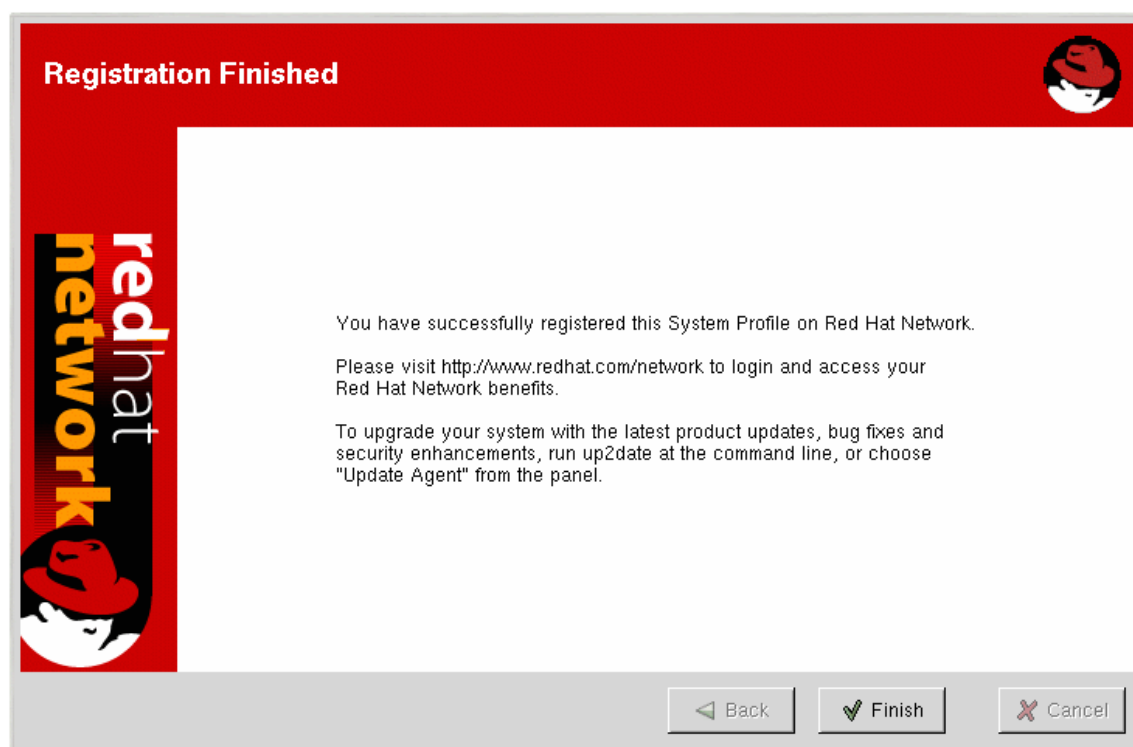 Registration Finished
redhat
network
You have successfully registered this System Profile on Red Hat Network.
Please visit http://www.redhat.com/network to login and access your
Red Hat Network benefits.
To upgrade your system with the latest product updates, bug fixes and
security enhancements, run up2date at the command line, or choose
"Update Agent" from the panel.
Back
Finish
Cancel